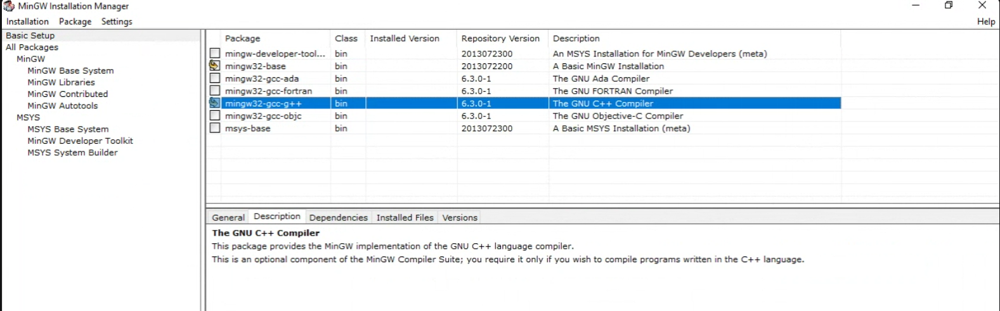 MinGW Installation Manager
Installation Package Settings Help
Basic Setup
All Packages
MinGW
MinGW Base System
MinGW Libraries
MinGW Contributed
MinGW Autotools
MSYS
MSYS Base System
MinGW Developer Toolkit
MSYS System Builder
Package Class Installed Version Repository Version Description
mingw-developer-tool... bin 2013072300 An MSYS Installation for MinGW Developers (meta)
mingw32-base bin 2013072200 A Basic MinGW Installation
mingw32-gcc-ada bin 6.3.0-1 The GNU Ada Compiler
mingw32-gcc-fortran bin 6.3.0-1 The GNU FORTRAN Compiler
mingw32-gcc-g++ bin 6.3.0-1 The GNU C++ Compiler
mingw32-gcc-objc bin 6.3.0-1 The GNU Objective-C Compiler
msys-base bin 2013072300 A Basic MSYS Installation (meta)
General Description Dependencies Installed Files Versions
The GNU C++ Compiler
This package provides the MinGW implementation of the GNU C++ language compiler.
This is an optional component of the MinGW Compiler Suite; you require it only if you wish to compile programs written in the C++ language.